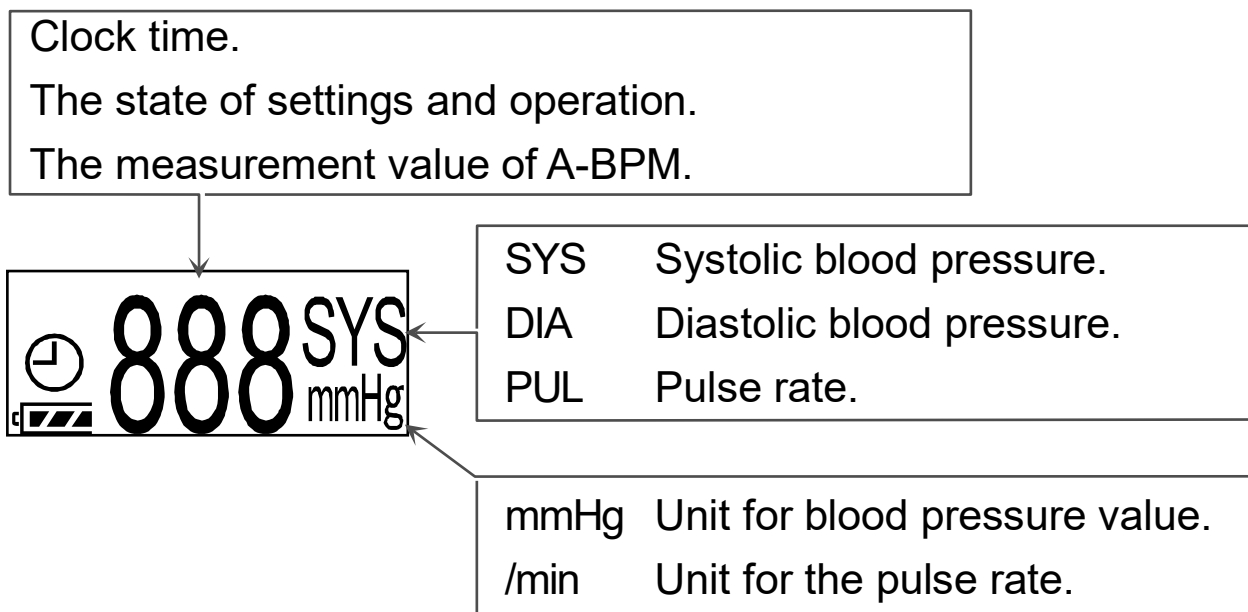 Clock time.
The state of settings and operation.
The measurement value of A-BPM.
SYS Systolic blood pressure.
DIA Diastolic blood pressure.
PUL Pulse rate.
888 SYS
mmHg
mmHg Unit for blood pressure value.
/min Unit for the pulse rate.